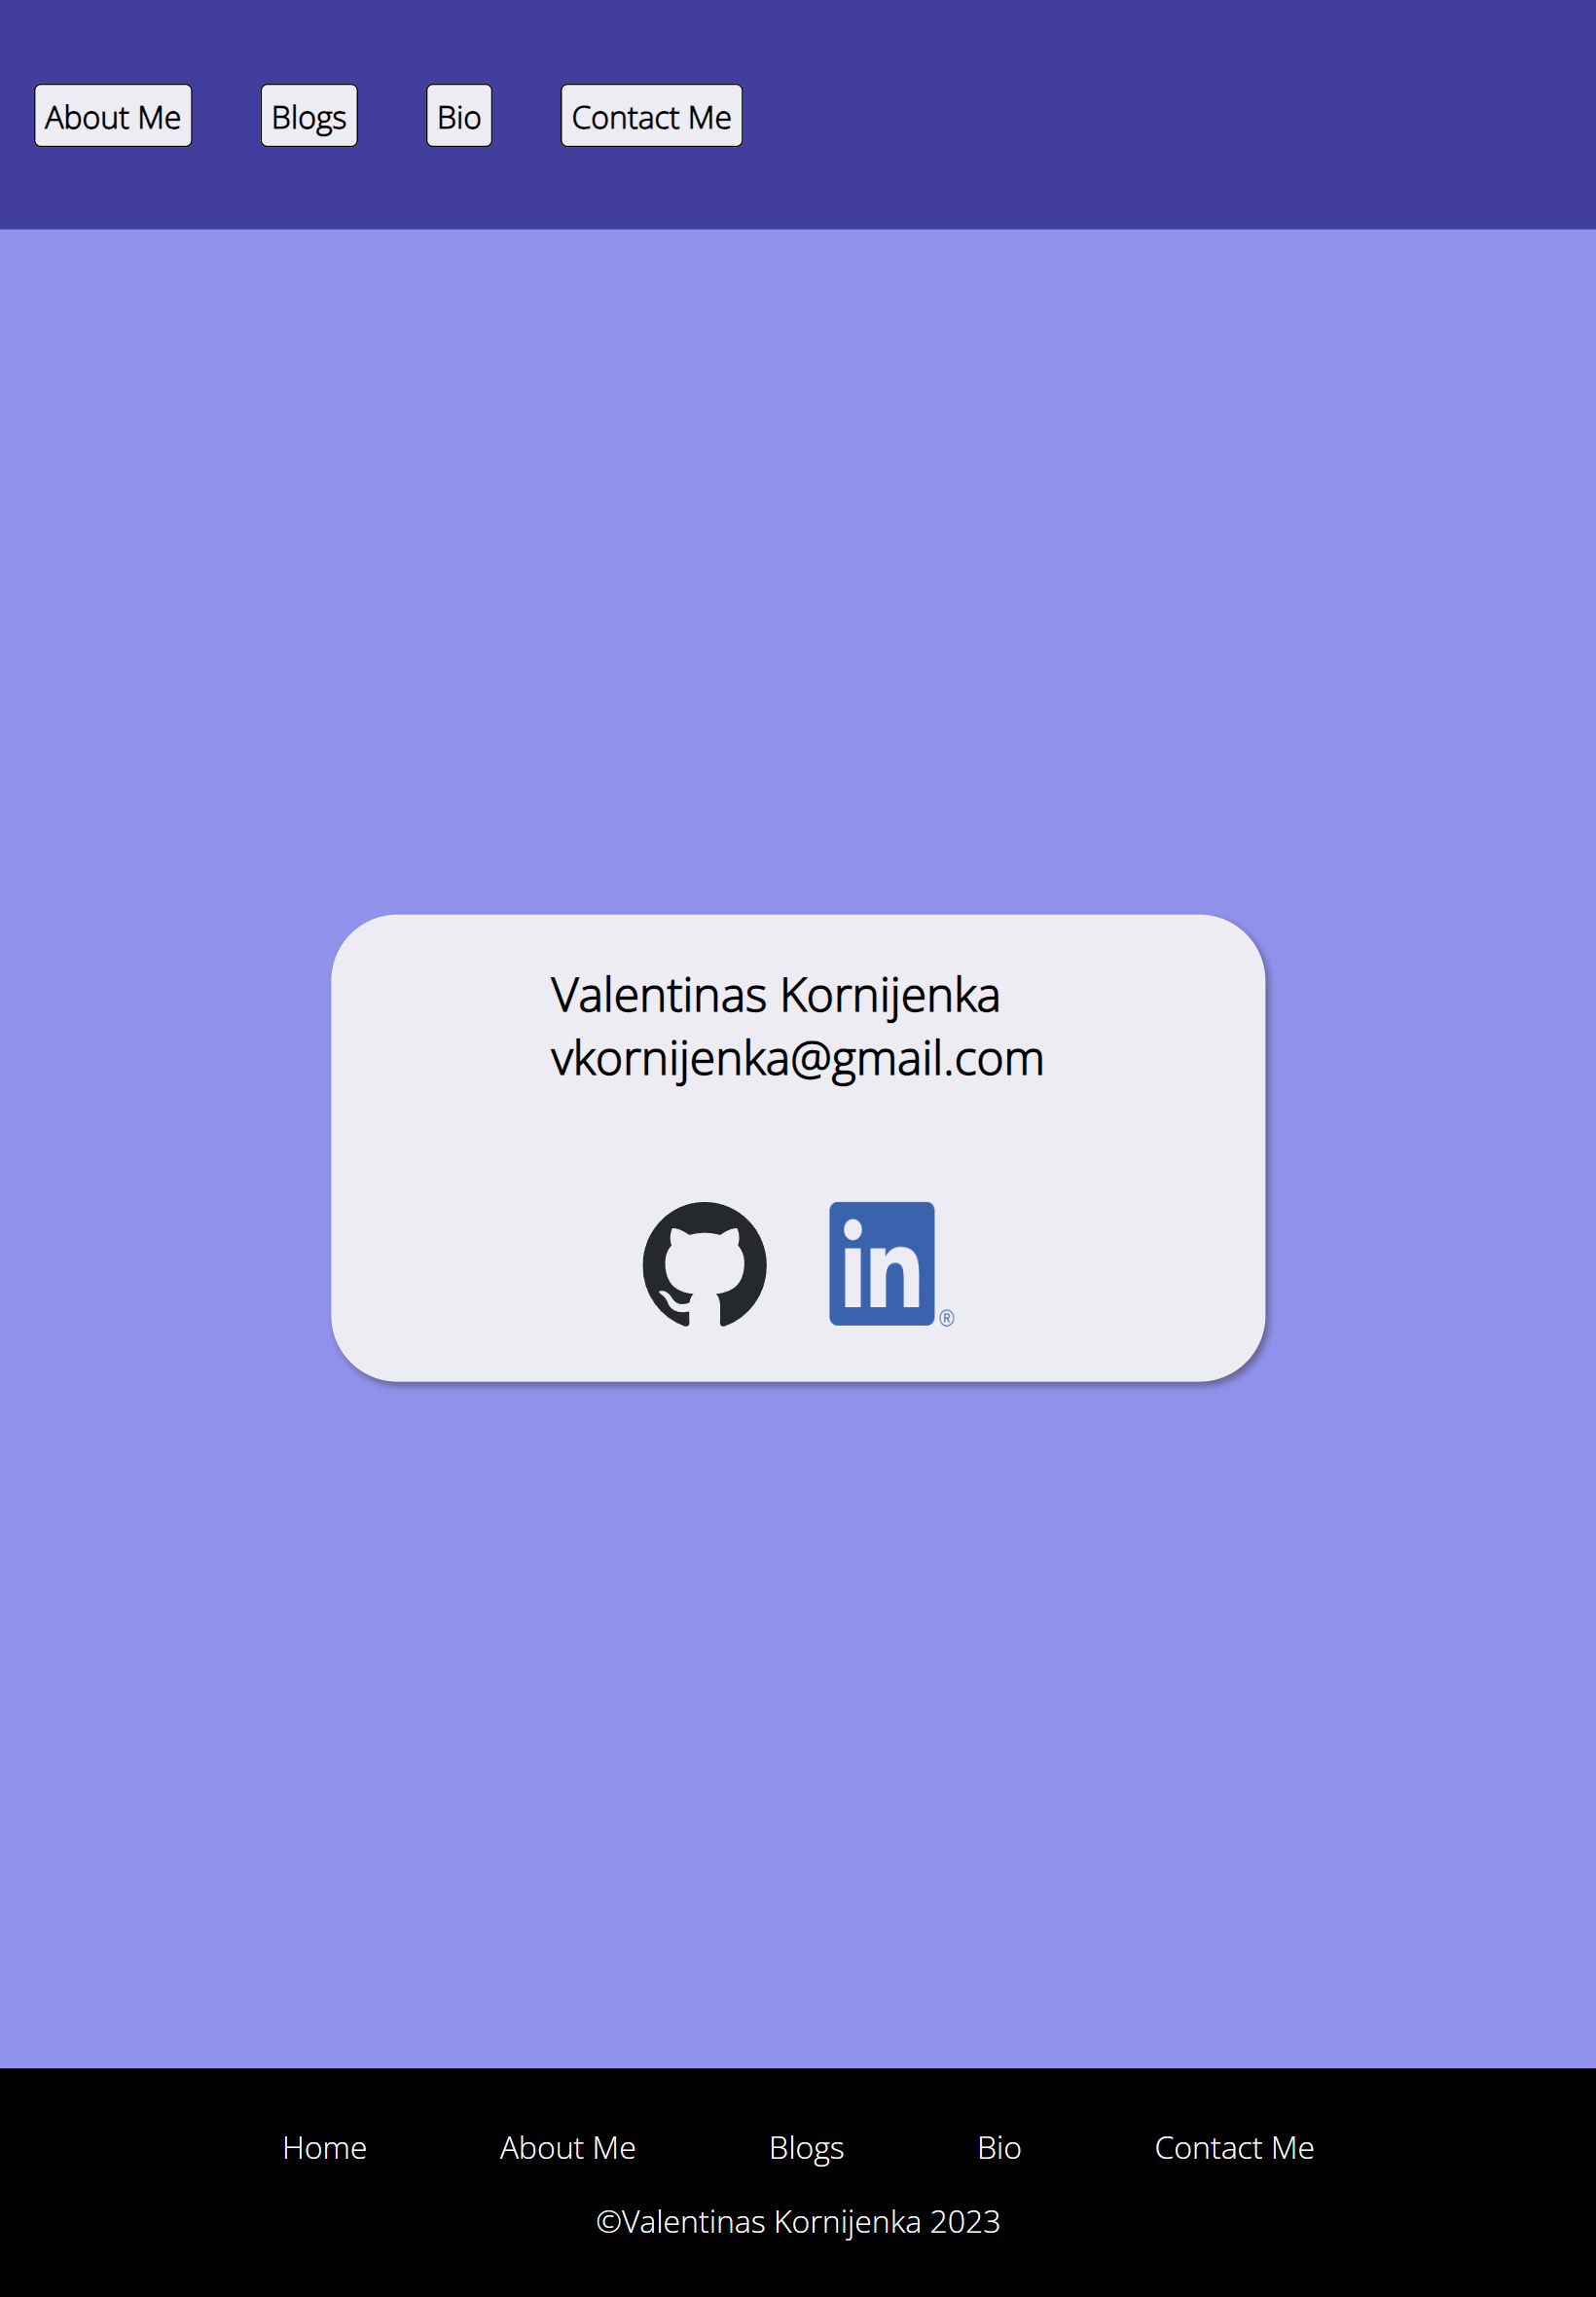 About Me Blogs Bio Contact Me
Valentinas Kornijenka
vkornijenka@gmail.com
in ®
Home About Me Blogs Bio Contact Me
©Valentinas Kornijenka 2023